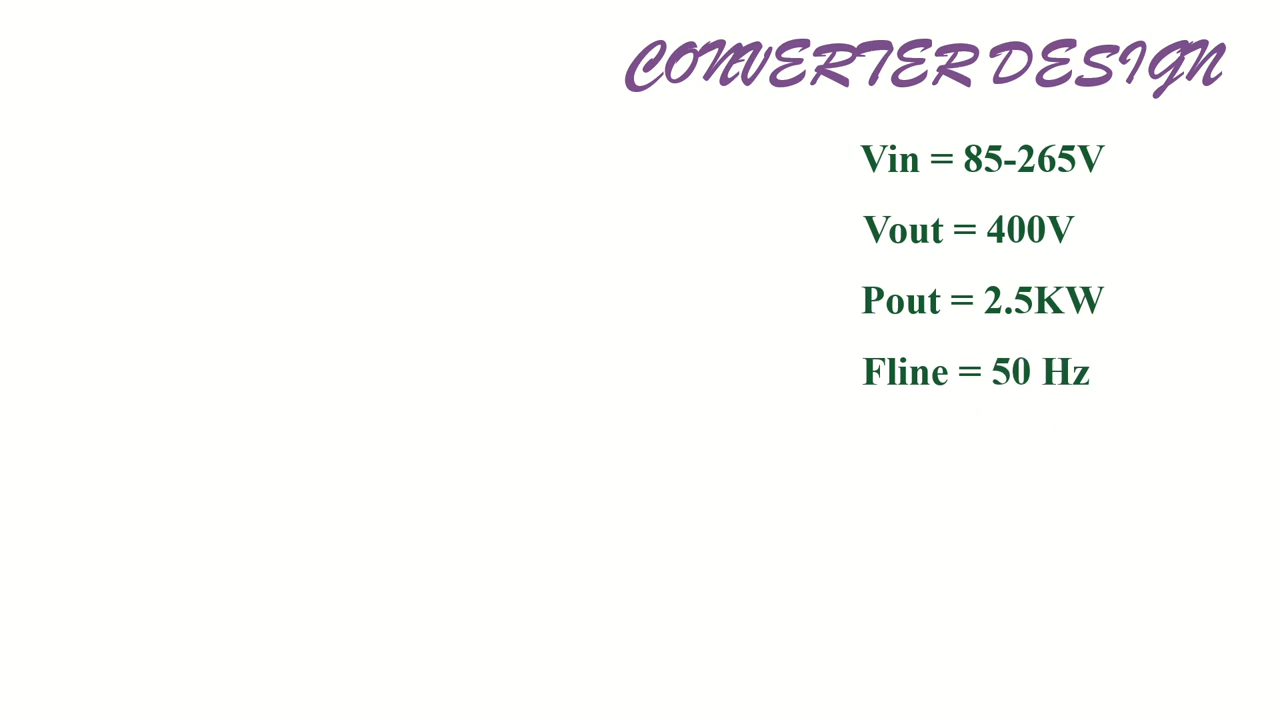 CONVERTER DESIGN
Vin = 85-265V
Vout = 400V
Pout = 2.5KW
Fline = 50 Hz